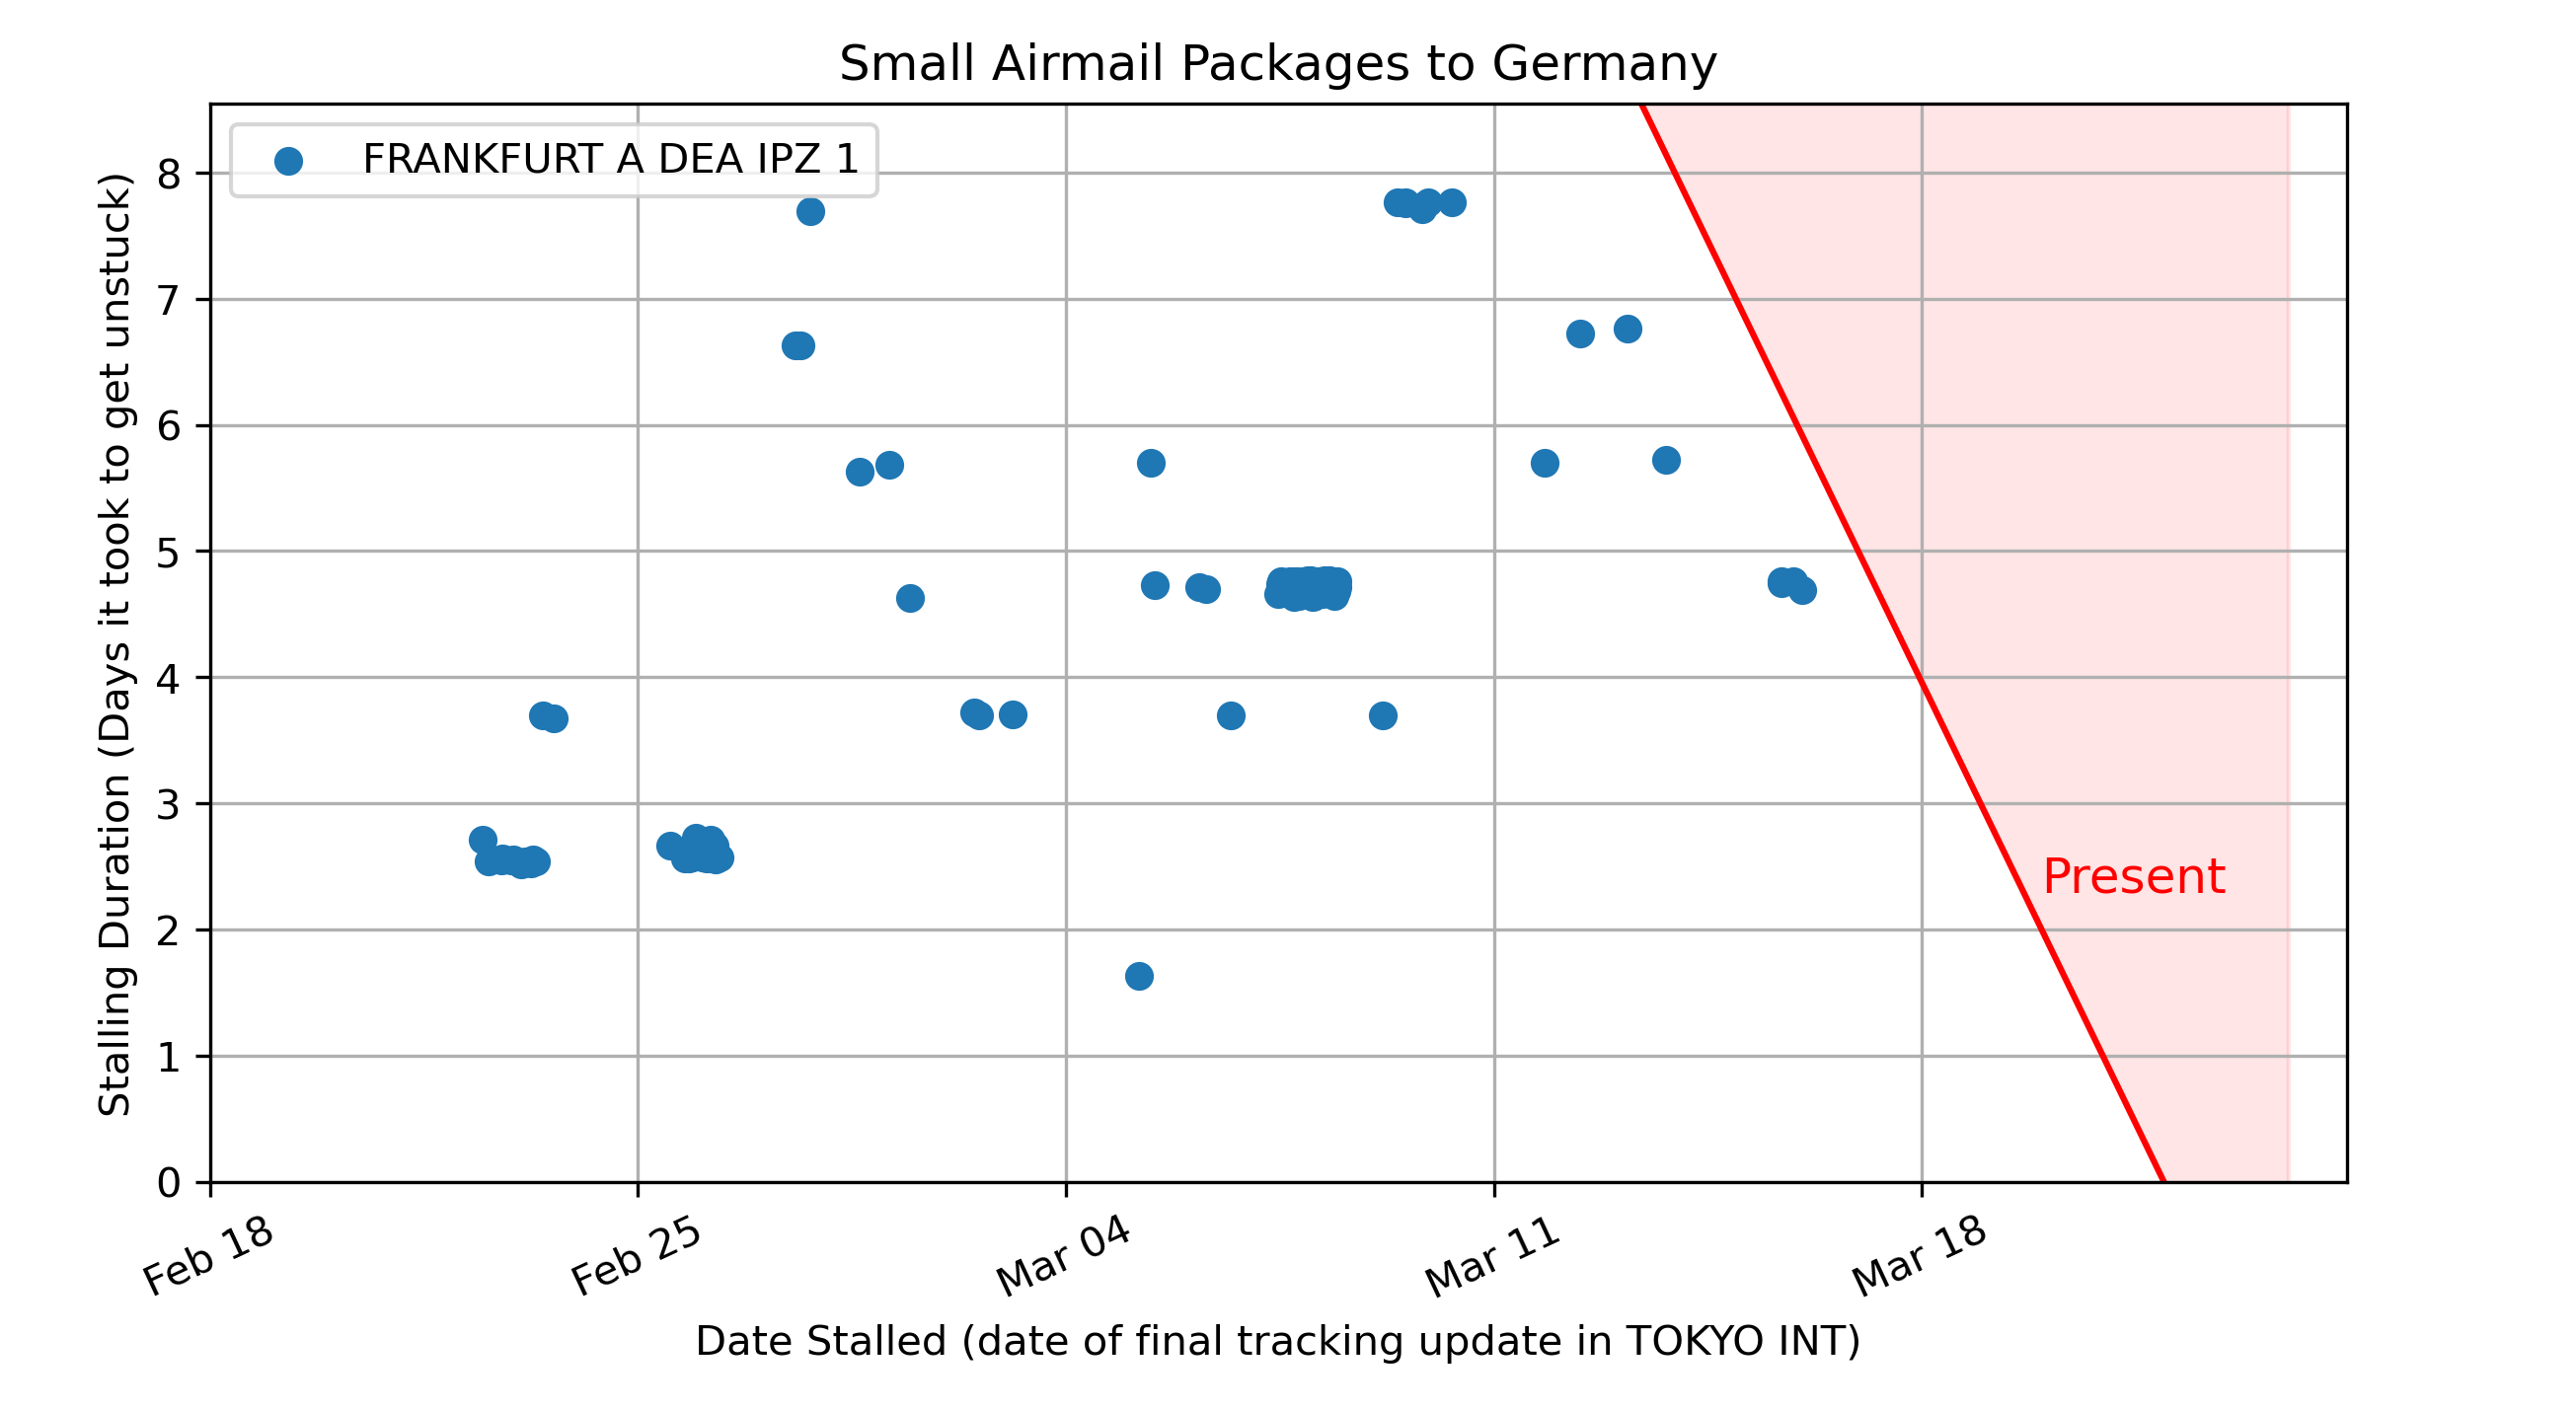 Small Airmail Packages to Germany
FRANKFURT A DEA IPZ 1
Stalling Duration (Days it took to get unstuck)
8
7
6
5
4
3
2
1
0
Present
Feb 18
Feb 25
Mar 04
Mar 11
Mar 18
Date Stalled (date of final tracking update in TOKYO INT)